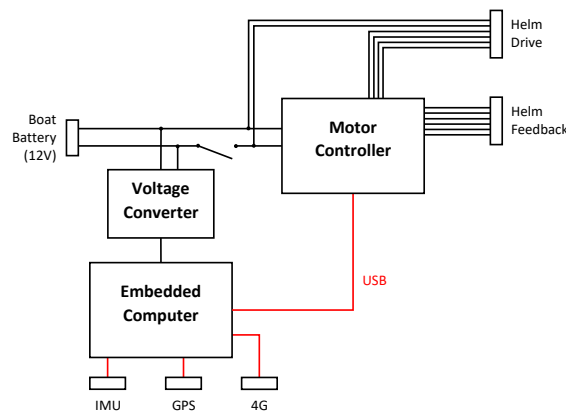 Helm
Drive
Boat
Battery
(12V)
Motor
Controller
Helm
Feedback
Voltage
Converter
USB
Embedded
Computer
IMU
GPS
4G